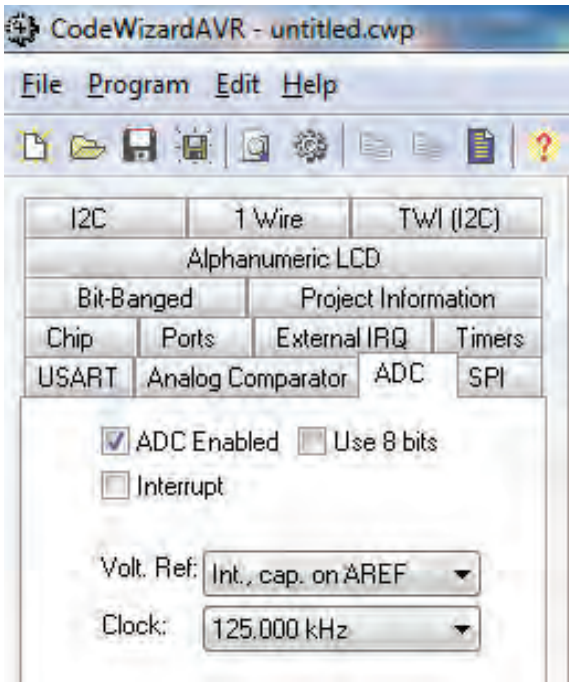 CodeWizardAVR - untitled.cwp
File Program Edit Help
?
I2C 1 Wire TWI (I2C)
Alphanumeric LCD
Bit-Banged Project Information
Chip Ports External IRQ Timers
USART Analog Comparator ADC SPI
ADC Enabled Use 8 bits
Interrupt
Volt. Ref: Int., cap. on AREF
Clock: 125.000 kHz